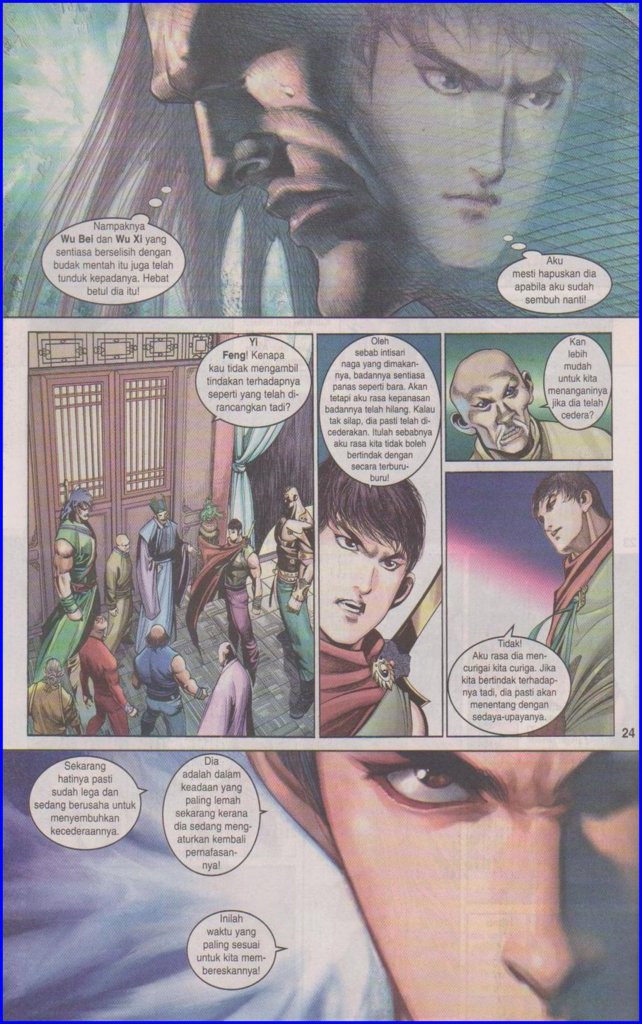 Nampaknya
Wu Bei dan Wu Xi yang
sentiasa berselisih dengan
budak mentah itu juga telah
tunduk kepadanya. Hebat
betul dia itu!
Aku
mesti hapuskan dia
apabila aku sudah
sembuh nanti!
Yi
Feng! Kenapa
kau tidak mengambil
tindakan terhadapnya
seperti yang telah di-
rancangkan tadi?
Oleh
sebab intisari
naga yang dimakan-
nya, badannya sentiasa
panas seperti bara. Akan
tetapi aku rasa kepanasan
badannya telah hilang. Kalau
tak silap, dia pasti telah di-
cederakan. Itulah sebabnya
aku rasa kita tidak boleh
bertindak dengan
secara terburu-
buru!
Kan
lebih
mudah
untuk kita
menanganinya
jika dia telah
cedera?
Tidak!
Aku rasa dia men-
curigai kita curiga. Jika
kita bertindak terhadap-
nya tadi, dia pasti akan
menentang dengan
sedaya-upayanya.
24
Sekarang
hatinya pasti
sudah lega dan
sedang berusaha untuk
menyembuhkan
kecederaannya.
Dia
adalah dalam
keadaan yang
paling lemah
sekarang kerana
dia sedang meng-
aturkan kembali
pernafasan-
nya!
Inilah
waktu yang
paling sesuai
untuk kita mem-
bereskannya!